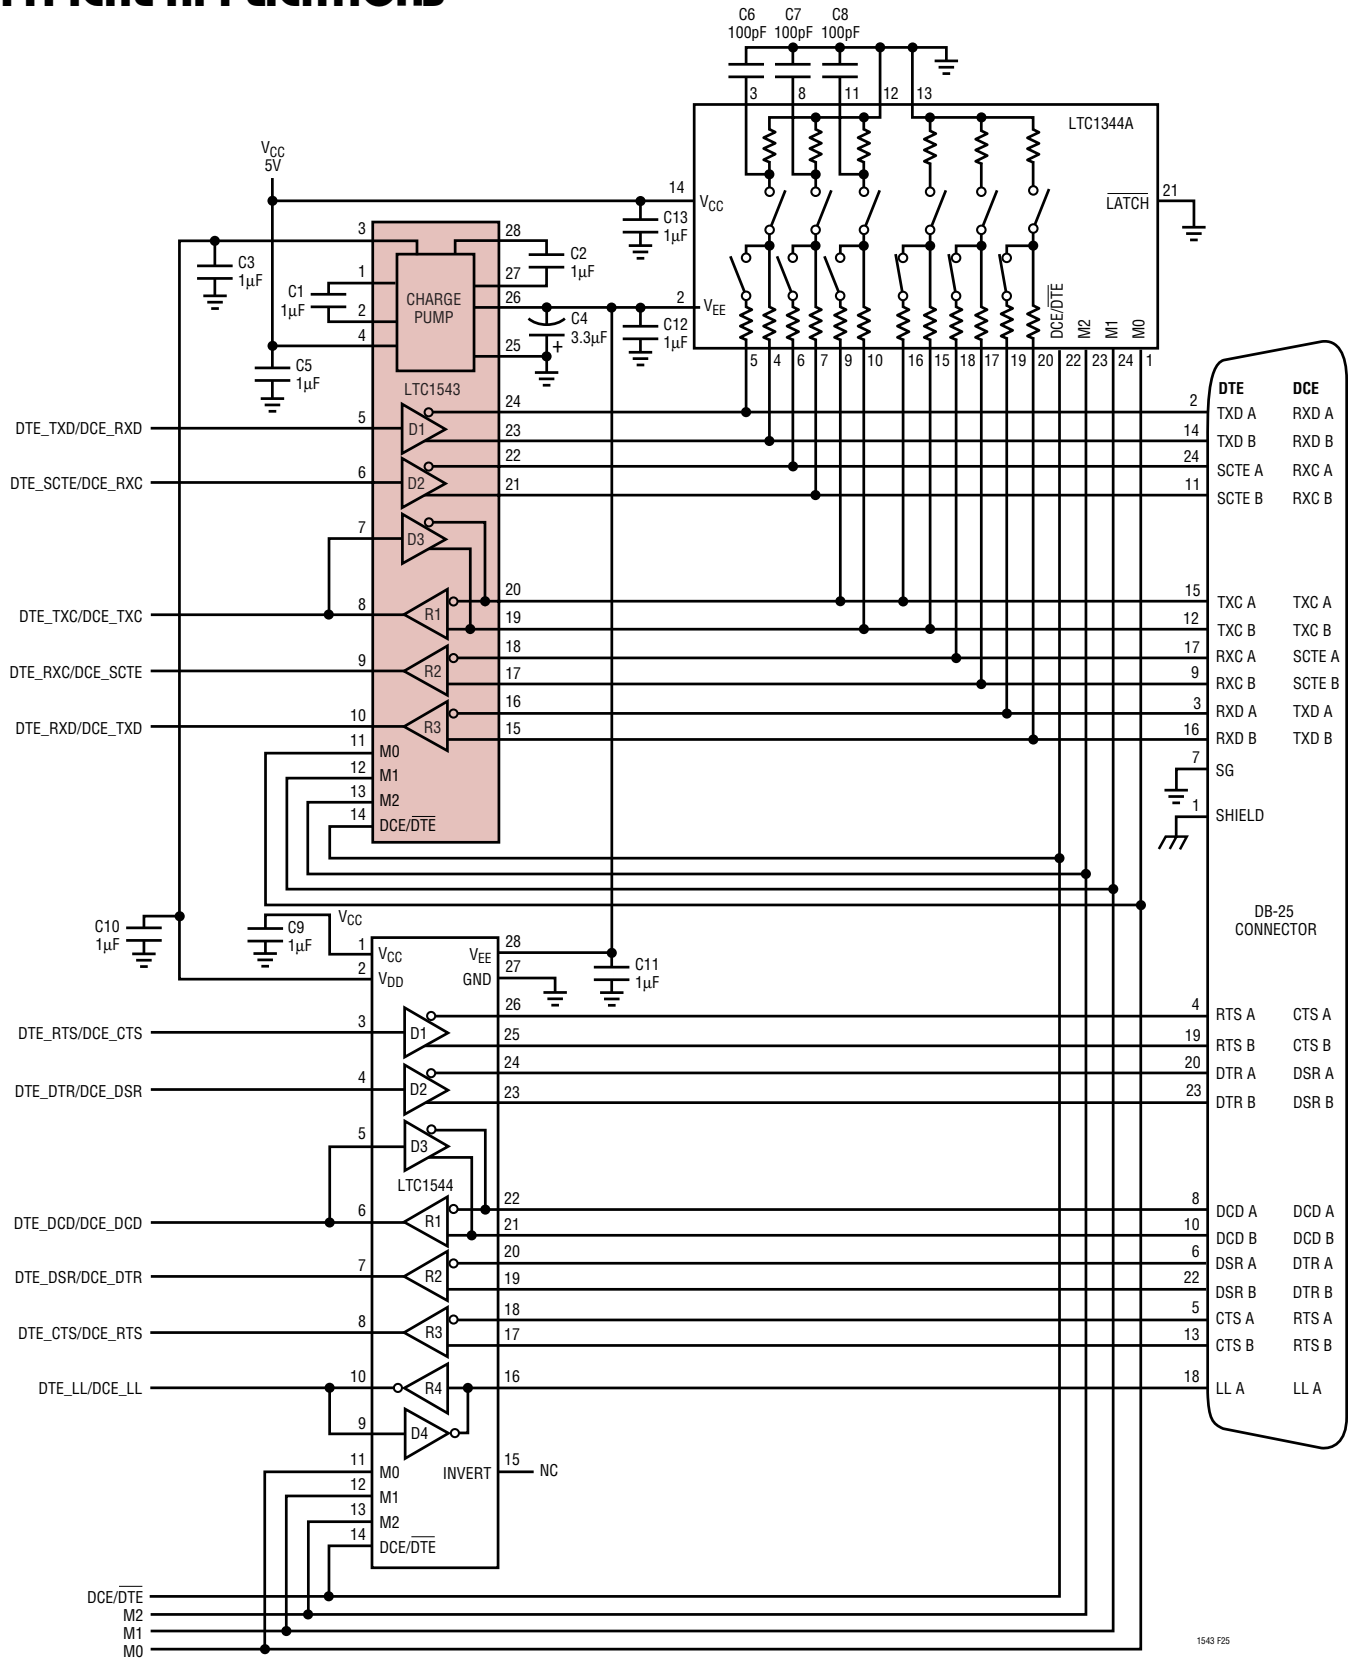 TYPICAL APPLICATIONS
C6 C7 C8
100pF 100pF 100pF
3 8 11 12 13
LTC1344A
VCC
5V
14 VCC
LATCH 21
C13
1µF
3 28
C3
1µF
C2
1µF
1 27
C1
1µF
CHARGE
PUMP
2 26
2 VEE
C4
3.3µF
+
C12
1µF
DCE/DTE M2 M1 M0
4 25
C5
1µF
5 4 6 7 9 10 16 15 18 17 19 20 22 23 24 1
LTC1543
DTE DCE
DTE_TXD/DCE_RXD 5 D1 24 2 TXD A RXD A
23 14 TXD B RXD B
DTE_SCTE/DCE_RXC 6 D2 22 24 SCTE A RXC A
21 11 SCTE B RXC B
7 D3
DTE_TXC/DCE_TXC 8 R1 20 15 TXC A TXC A
19 12 TXC B TXC B
DTE_RXC/DCE_SCTE 9 R2 18 17 RXC A SCTE A
17 9 RXC B SCTE B
DTE_RXD/DCE_TXD 10 R3 16 3 RXD A TXD A
15 16 RXD B TXD B
11 M0
12 M1
13 M2
14 DCE/DTE
7 SG
1 SHIELD
DB-25
CONNECTOR
C10
1µF
C9
1µF
VCC
1 VCC VEE 28
2 VDD GND 27
C11
1µF
DTE_RTS/DCE_CTS 3 D1 26 4 RTS A CTS A
25 19 RTS B CTS B
DTE_DTR/DCE_DSR 4 D2 24 20 DTR A DSR A
23 23 DTR B DSR B
5 D3
LTC1544
DTE_DCD/DCE_DCD 6 R1 22 8 DCD A DCD A
21 10 DCD B DCD B
DTE_DSR/DCE_DTR 7 R2 20 6 DSR A DTR A
19 22 DSR B DTR B
DTE_CTS/DCE_RTS 8 R3 18 5 CTS A RTS A
17 13 CTS B RTS B
DTE_LL/DCE_LL 10 R4 16 18 LL A LL A
9 D4
11 M0 INVERT 15 NC
12 M1
13 M2
14 DCE/DTE
DCE/DTE
M2
M1
M0
1543 F25